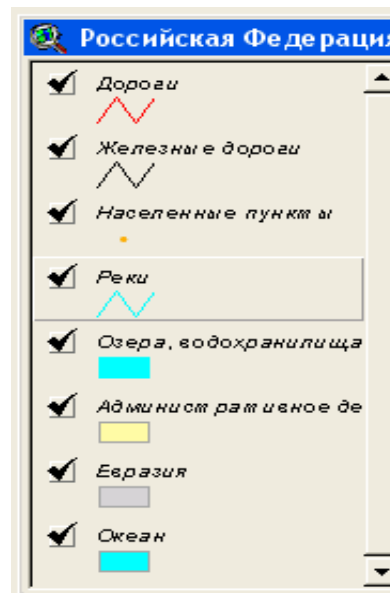 Российская Федерация
Дороги
Железные дороги
Населенные пункты
Реки
Озера, водохранилища
Административное де
Евразия
Океан